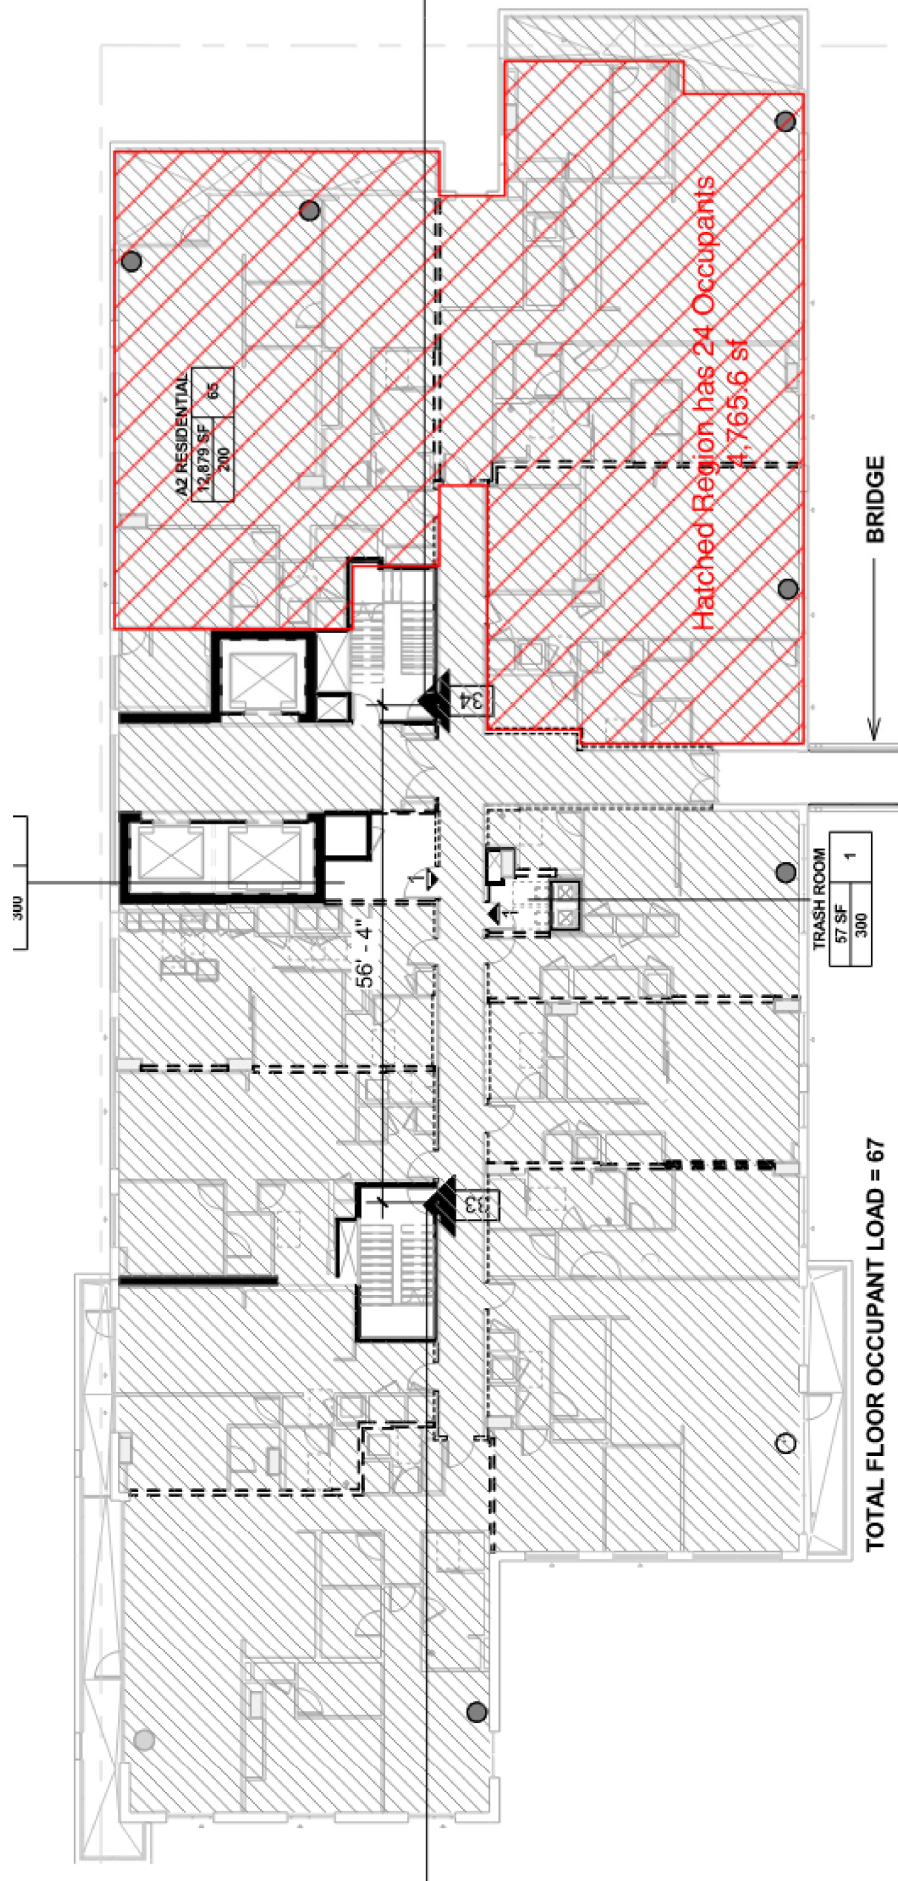 A2 RESIDENTIAL
12,879 SF
65
200
Hatched Region has 24 Occupants
4,765.6 sf
BRIDGE
34
300
1
1
56' - 4"
TRASH ROOM
57 SF
1
300
33
TOTAL FLOOR OCCUPANT LOAD = 67